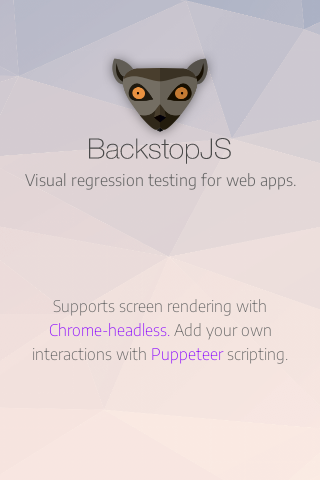 BackstopJS
Visual regression testing for web apps.
Supports screen rendering with
Chrome-headless. Add your own
interactions with Puppeteer scripting.